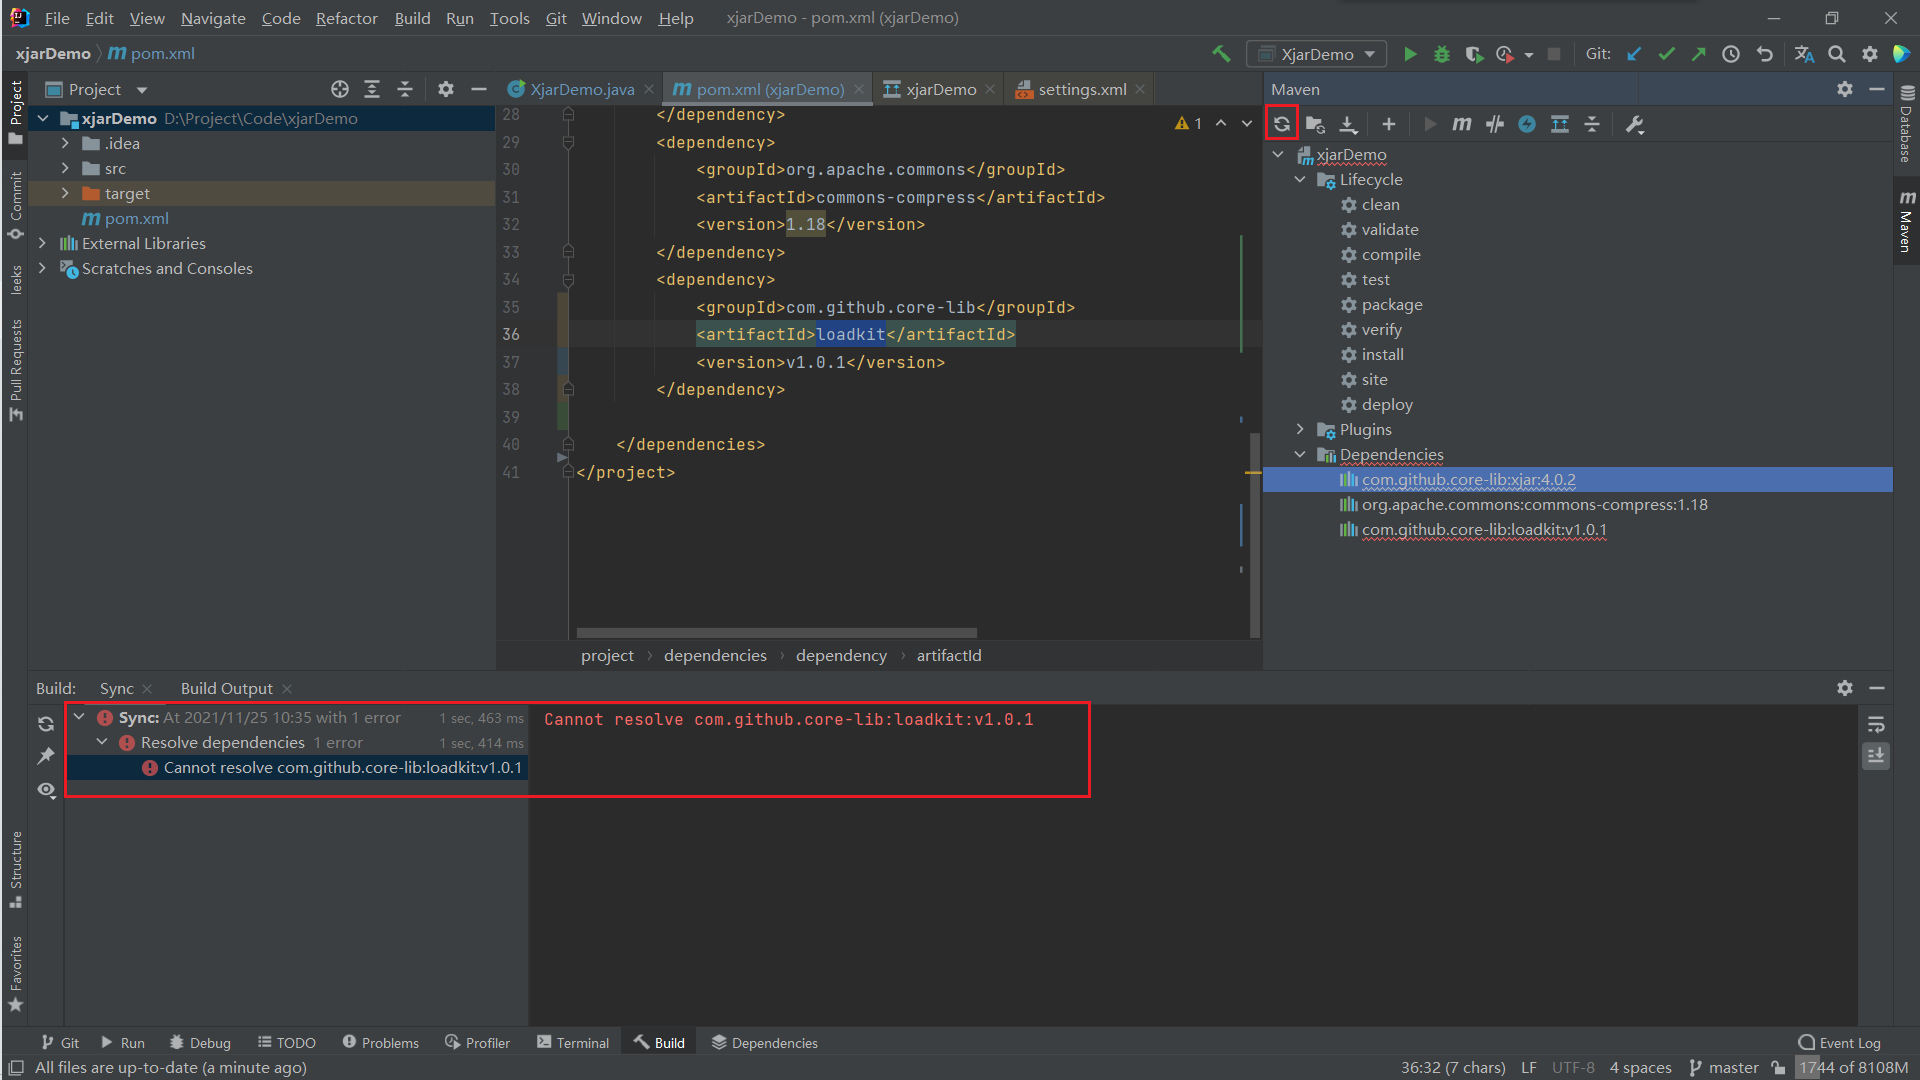 File Edit View Navigate Code Refactor Build Run Tools Git Window Help xjarDemo - pom.xml (xjarDemo)
xjarDemo pom.xml
XjarDemo Git:
Project
XjarDemo.java pom.xml (xjarDemo) xjarDemo settings.xml
Maven
xjarDemo D:\Project\Code\xjarDemo
.idea
src
target
pom.xml
External Libraries
Scratches and Consoles
28 </dependency>
29 <dependency>
30 <groupId>org.apache.commons</groupId>
31 <artifactId>commons-compress</artifactId>
32 <version>1.18</version>
33 </dependency>
34 <dependency>
35 <groupId>com.github.core-lib</groupId>
36 <artifactId>loadkit</artifactId>
37 <version>v1.0.1</version>
38 </dependency>
39
40 </dependencies>
41 </project>
1
project dependencies dependency artifactId
xjarDemo
Lifecycle
clean
validate
compile
test
package
verify
install
site
deploy
Plugins
Dependencies
com.github.core-lib:xjar:4.0.2
org.apache.commons:commons-compress:1.18
com.github.core-lib:loadkit:v1.0.1
Project
Commit
leeks
Pull Requests
Structure
Favorites
Database
Maven
Build: Sync Build Output
Sync: At 2021/11/25 10:35 with 1 error 1 sec, 463 ms
Resolve dependencies 1 error 1 sec, 414 ms
Cannot resolve com.github.core-lib:loadkit:v1.0.1
Cannot resolve com.github.core-lib:loadkit:v1.0.1
Git Run Debug TODO Problems Profiler Terminal Build Dependencies Event Log
All files are up-to-date (a minute ago) 36:32 (7 chars) LF UTF-8 4 spaces master 1744 of 8108M